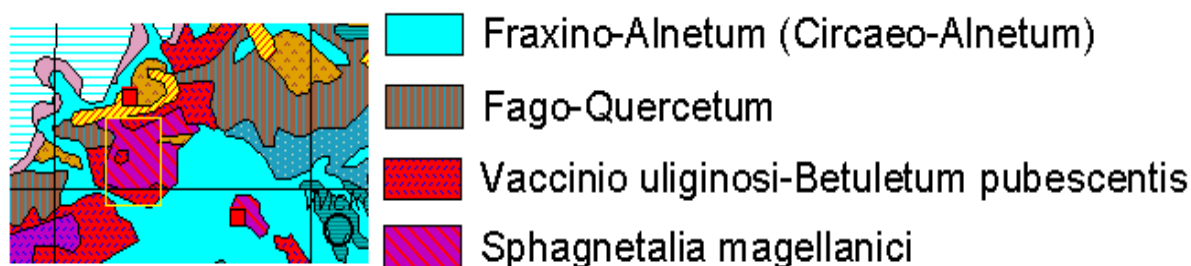 Fraxino-Alnetum (Circaeo-Alnetum)
Fago-Quercetum
Vaccinio uliginosi-Betuletum pubescentis
Sphagnetalia magellanici